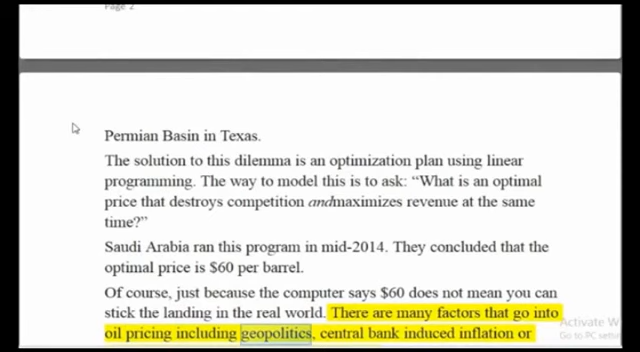 Page 2
Permian Basin in Texas.
The solution to this dilemma is an optimization plan using linear
programming. The way to model this is to ask: “What is an optimal
price that destroys competition andmaximizes revenue at the same
time?”
Saudi Arabia ran this program in mid-2014. They concluded that the
optimal price is $60 per barrel.
Of course, just because the computer says $60 does not mean you can
stick the landing in the real world. There are many factors that go into
oil pricing including geopolitics, central bank induced inflation or
Activate W
Go to PC settin